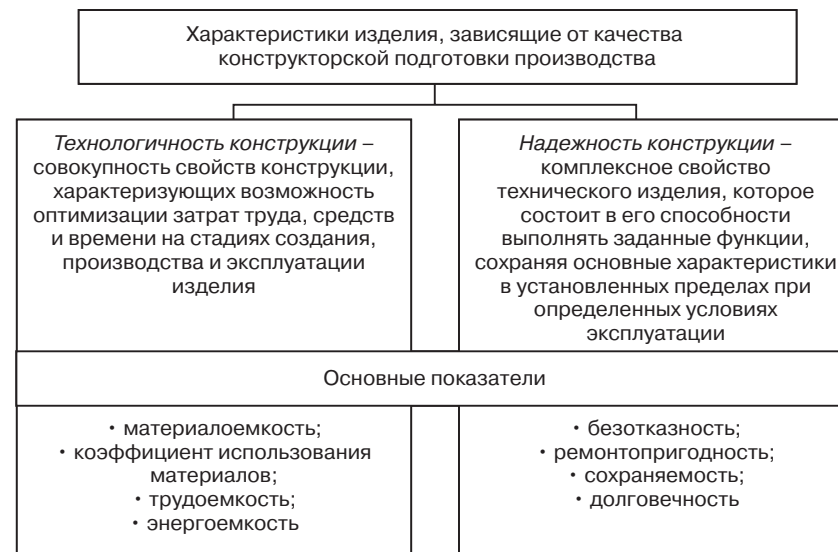 Характеристики изделия, зависящие от качества
конструкторской подготовки производства
Технологичность конструкции –
совокупность свойств конструкции,
характеризующих возможность
оптимизации затрат труда, средств
и времени на стадиях создания,
производства и эксплуатации
изделия
Надежность конструкции –
комплексное свойство
технического изделия, которое
состоит в его способности
выполнять заданные функции,
сохраняя основные характеристики
в установленных пределах при
определенных условиях
эксплуатации
Основные показатели
• материалоемкость;
• коэффициент использования
материалов;
• трудоемкость;
• энергоемкость
• безотказность;
• ремонтопригодность;
• сохраняемость;
• долговечность